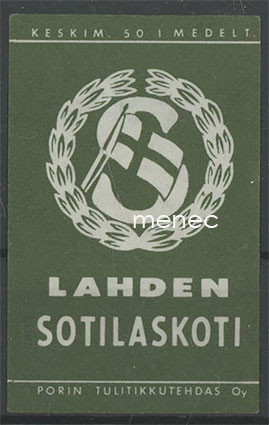 KESKIM. 50 I MEDELT.
S
menec
LAHDEN
SOTILASKOTI
PORIN TULITIKKUTEHDAS Oy